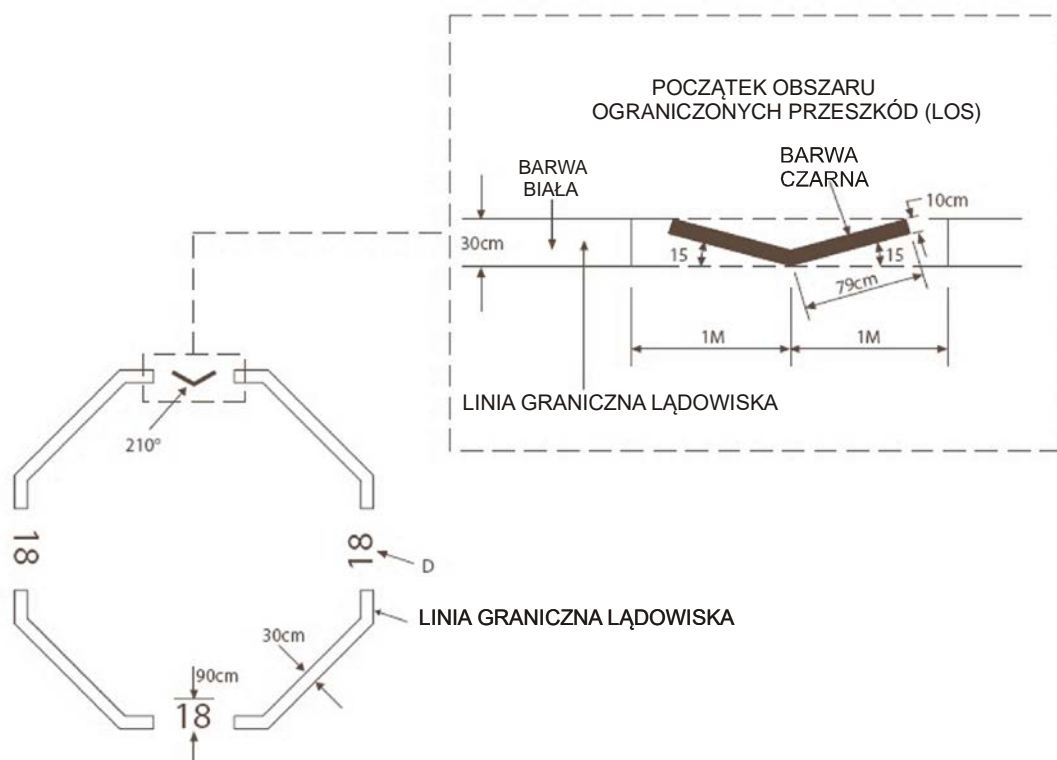 POCZĄTEK OBSZARU
OGRANICZONYCH PRZESZKÓD (LOS)
BARWA
BIAŁA
BARWA
CZARNA
10cm
30cm
15
15
79cm
1M
1M
LINIA GRANICZNA LĄDOWISKA
210°
18
18
D
LINIA GRANICZNA LĄDOWISKA
30cm
90cm
18